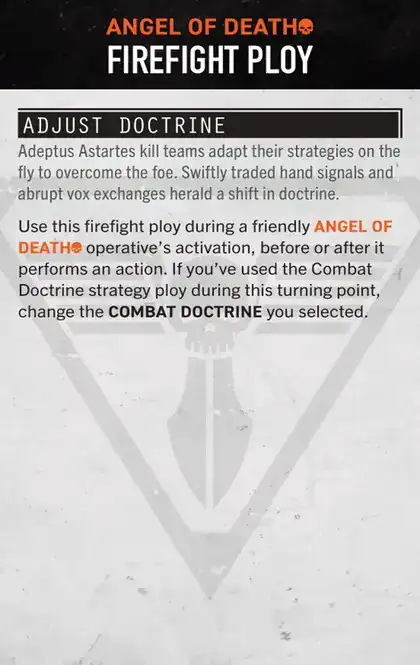 ANGEL OF DEATH
FIREFIGHT PLOY
ADJUST DOCTRINE
Adeptus Astartes kill teams adapt their strategies on the
fly to overcome the foe. Swiftly traded hand signals and
abrupt vox exchanges herald a shift in doctrine.
Use this firefight ploy during a friendly ANGEL OF
DEATH operative’s activation, before or after it
performs an action. If you’ve used the Combat
Doctrine strategy ploy during this turning point,
change the COMBAT DOCTRINE you selected.